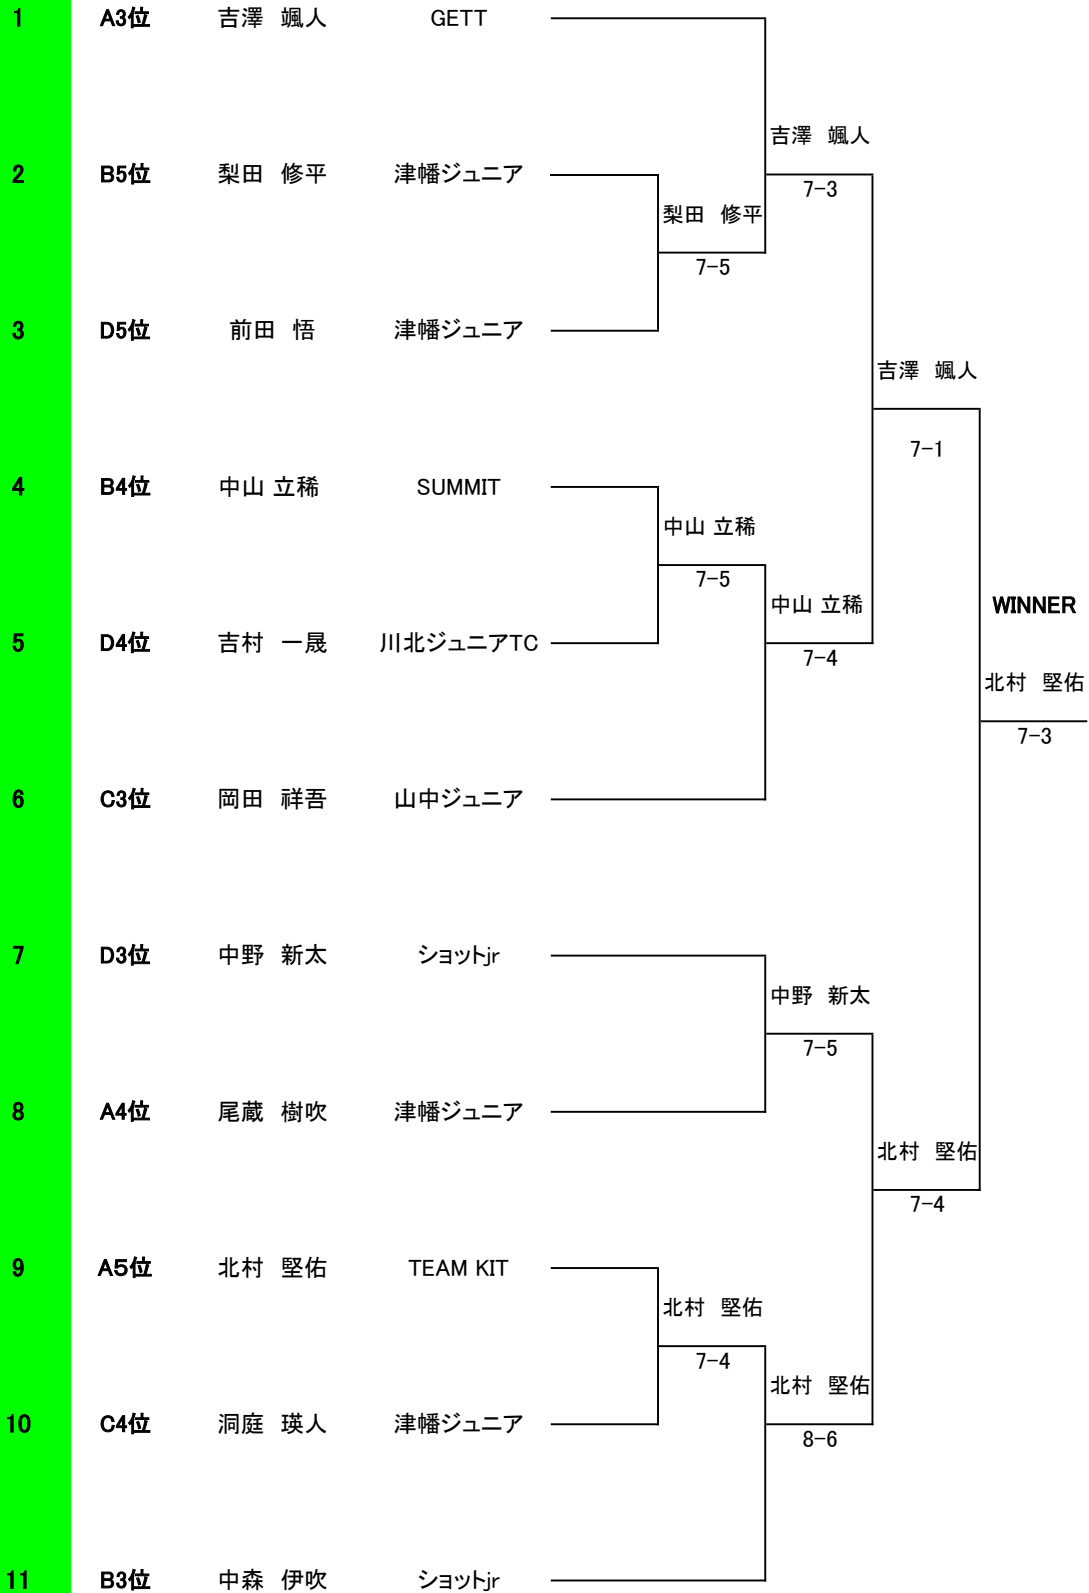 1 A3位 吉澤 颯人 GETT
吉澤 颯人
2 B5位 梨田 修平 津幡ジュニア
7-3
梨田 修平
7-5
3 D5位 前田 悟 津幡ジュニア
吉澤 颯人
7-1
4 B4位 中山 立稀 SUMMIT
中山 立稀
7-5
中山 立稀
WINNER
5 D4位 吉村 一晟 川北ジュニアTC
7-4
北村 堅佑
7-3
6 C3位 岡田 祥吾 山中ジュニア
7 D3位 中野 新太 ショットjr
中野 新太
7-5
8 A4位 尾蔵 樹吹 津幡ジュニア
北村 堅佑
7-4
9 A5位 北村 堅佑 TEAM KIT
北村 堅佑
7-4
北村 堅佑
10 C4位 洞庭 瑛人 津幡ジュニア
8-6
11 B3位 中森 伊吹 ショットjr